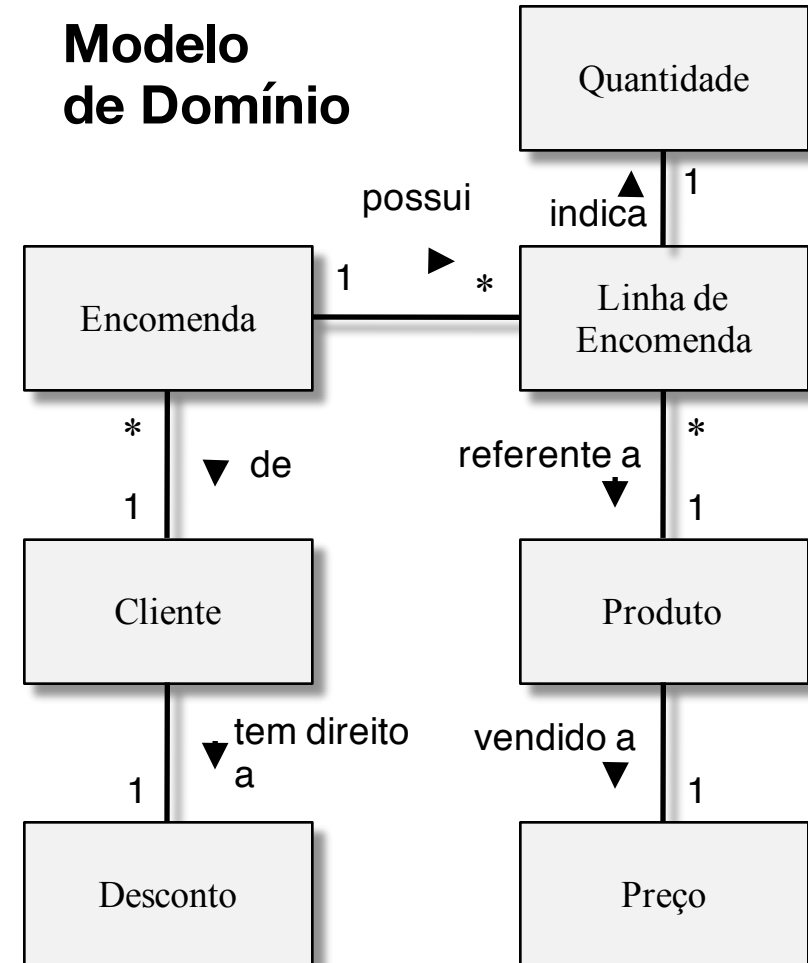 Modelo
de Domínio
Quantidade
1
indica
possui
1
*
Encomenda
Linha de
Encomenda
*
de
1
*
referente a
1
Cliente
Produto
tem direito
a
1
vendido a
1
Desconto
Preço